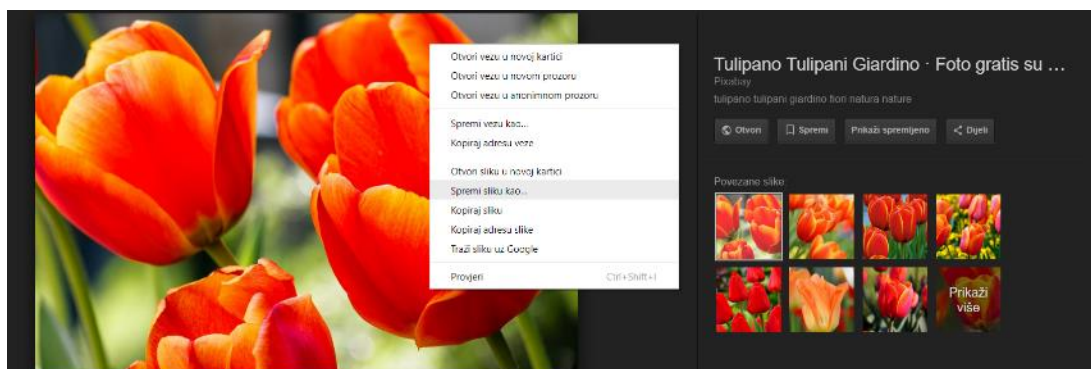 Otvori vezu u novoj kartici
Otvori vezu u novom prozoru
Otvori vezu u anonimnom prozoru
Spremi vezu kao...
Kopiraj adresu veze
Otvori sliku u novoj kartici
Spremi sliku kao...
Kopiraj sliku
Kopiraj adresu slike
Traži sliku uz Google
Provjeri Ctrl+Shift+I
Tulipano Tulipani Giardino · Foto gratis su ...
Pixabay
tulipano tulipani giardino fiori natura nature
Otvori Spremi Prikaži spremljeno Dijeli
Povezane slike:
Prikaži
više